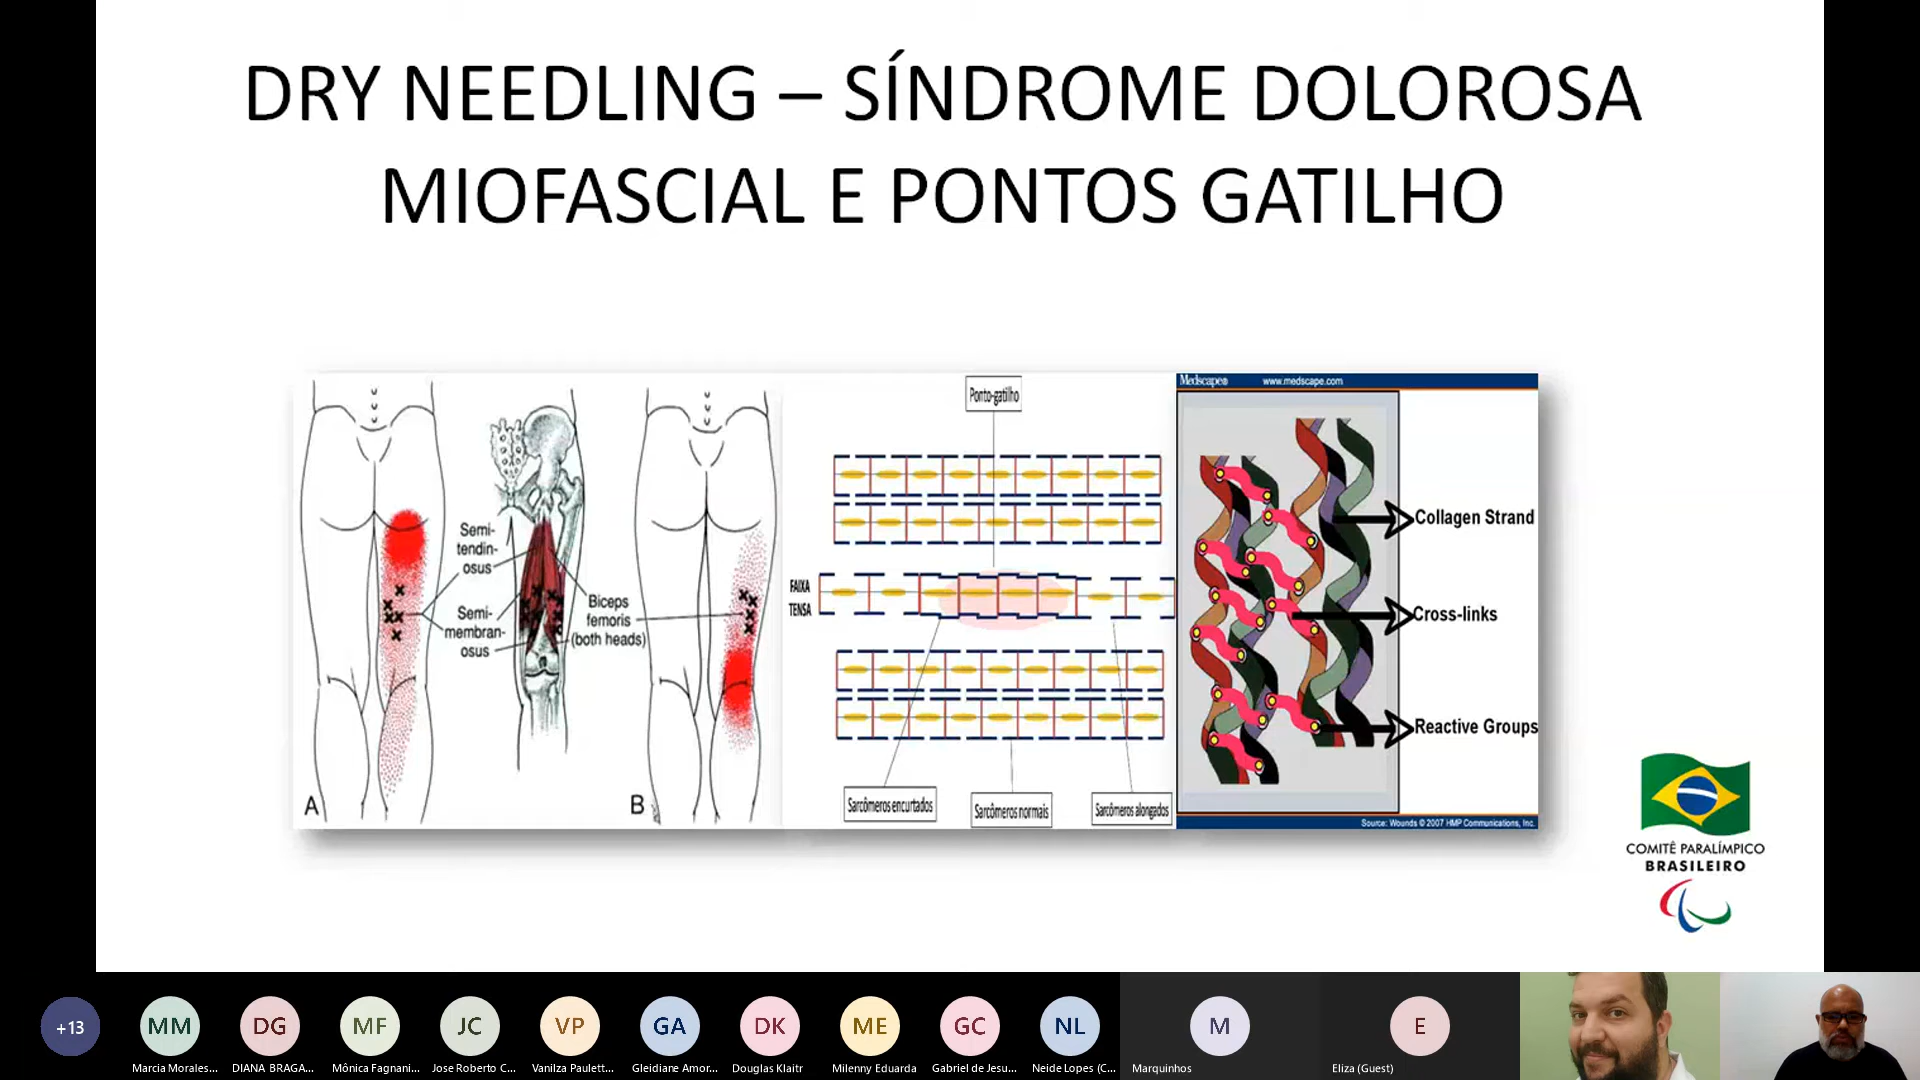 DRY NEEDLING – SÍNDROME DOLOROSA
MIOFASCIAL E PONTOS GATILHO
Semi-
tendin-
osus
Semi-
membran-
osus
Biceps
femoris
(both heads)
A
B
Ponto-gatilho
FAIXA
TENSA
Sarcômeros encurtados
Sarcômeros normais
Sarcômeros alongados
Medscape® www.medscape.com
Collagen Strand
Cross-links
Reactive Groups
Source: Wounds © 2007 HMP Communications, Inc.
COMITÊ PARALÍMPICO
BRASILEIRO
+13
MM
DG
MF
JC
VP
GA
DK
ME
GC
NL
M
E
Marcia Morales...
DIANA BRAGA...
Mônica Fagnani...
Jose Roberto C...
Vanilza Paulett...
Gleidiane Amor...
Douglas Klaitr
Milenny Eduarda
Gabriel de Jesu...
Neide Lopes (C...
Marquinhos
Eliza (Guest)